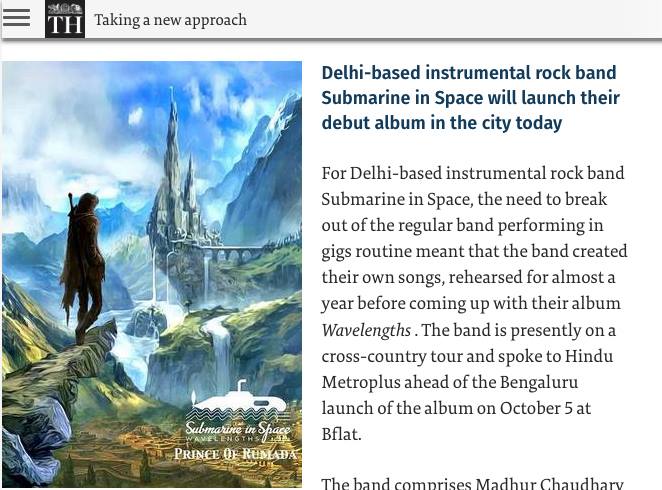 TH
Taking a new approach
Submarine in Space
WAVELENGTHS
PRINCE OF RUMADA
Delhi-based instrumental rock band
Submarine in Space will launch their
debut album in the city today
For Delhi-based instrumental rock band
Submarine in Space, the need to break
out of the regular band performing in
gigs routine meant that the band created
their own songs, rehearsed for almost a
year before coming up with their album
Wavelengths . The band is presently on a
cross-country tour and spoke to Hindu
Metroplus ahead of the Bengaluru
launch of the album on October 5 at
Bflat.
The band comprises Madhur Chaudhary